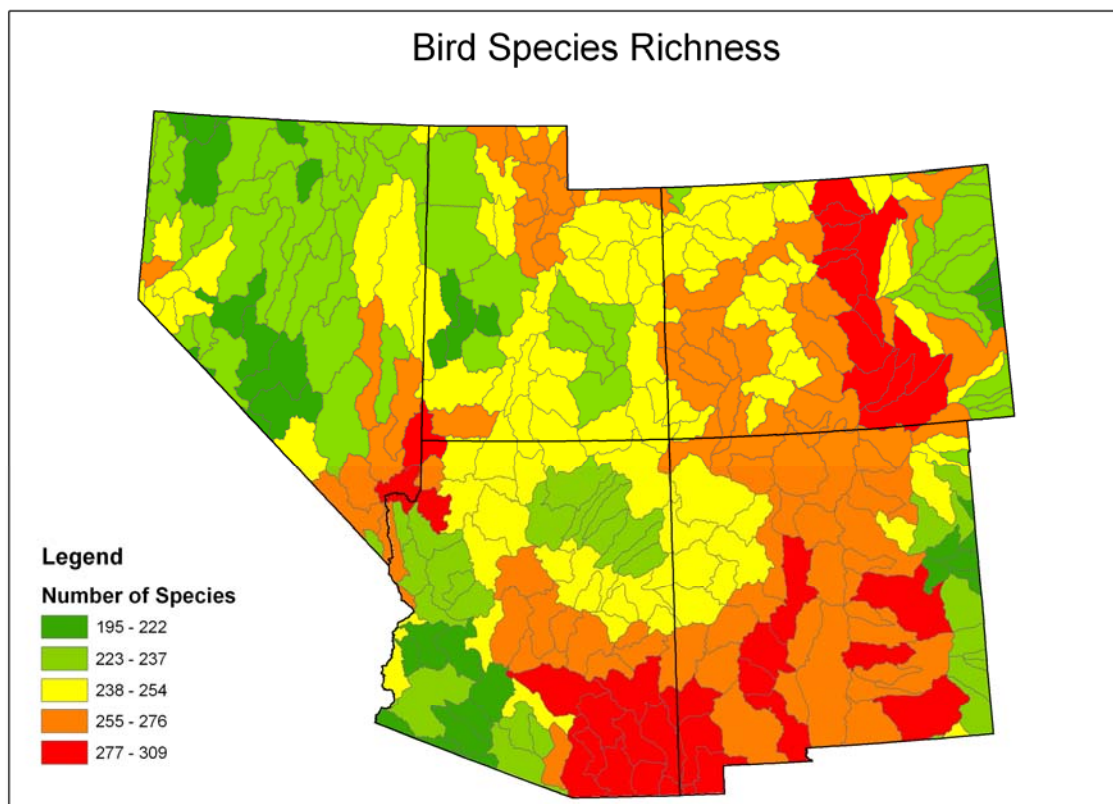 Bird Species Richness
Legend
Number of Species
195 - 222
223 - 237
238 - 254
255 - 276
277 - 309